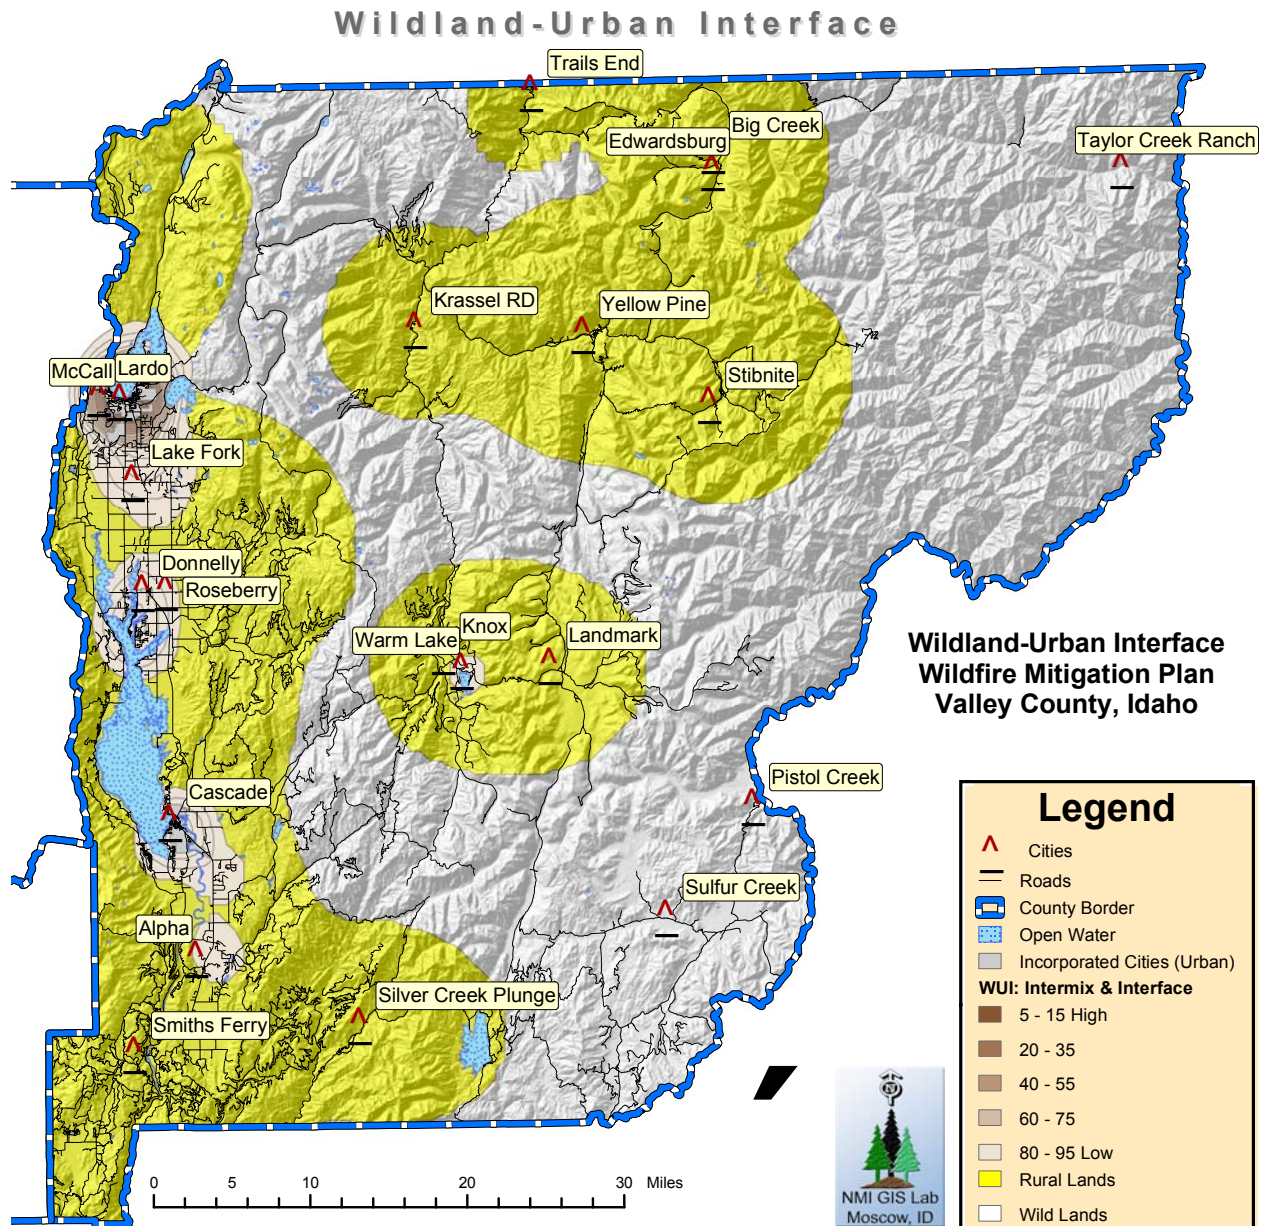 Wildland-Urban Interface
Trails End
Big Creek
Edwardsburg
Taylor Creek Ranch
Krassel RD
Yellow Pine
McCall
Lardo
Stibnite
Lake Fork
Donnelly
Roseberry
Knox
Warm Lake
Landmark
Wildland-Urban Interface
Wildfire Mitigation Plan
Valley County, Idaho
Pistol Creek
Cascade
Sulfur Creek
Alpha
Silver Creek Plunge
Smiths Ferry
Legend
Cities
Roads
County Border
Open Water
Incorporated Cities (Urban)
WUI: Intermix & Interface
5 - 15 High
20 - 35
40 - 55
60 - 75
80 - 95 Low
Rural Lands
Wild Lands
N
NMI GIS Lab
Moscow, ID
0 5 10 20 30 Miles